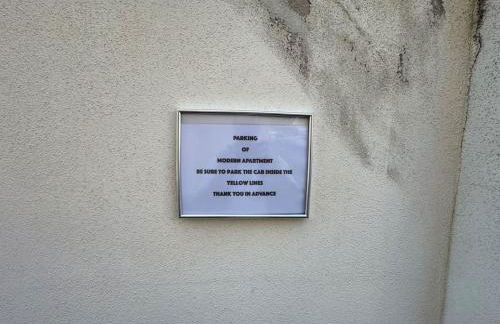 PARKING
OF
MODERN APARTMENT
BE SURE TO PARK THE CAR INSIDE THE
YELLOW LINES
THANK YOU IN ADVANCE